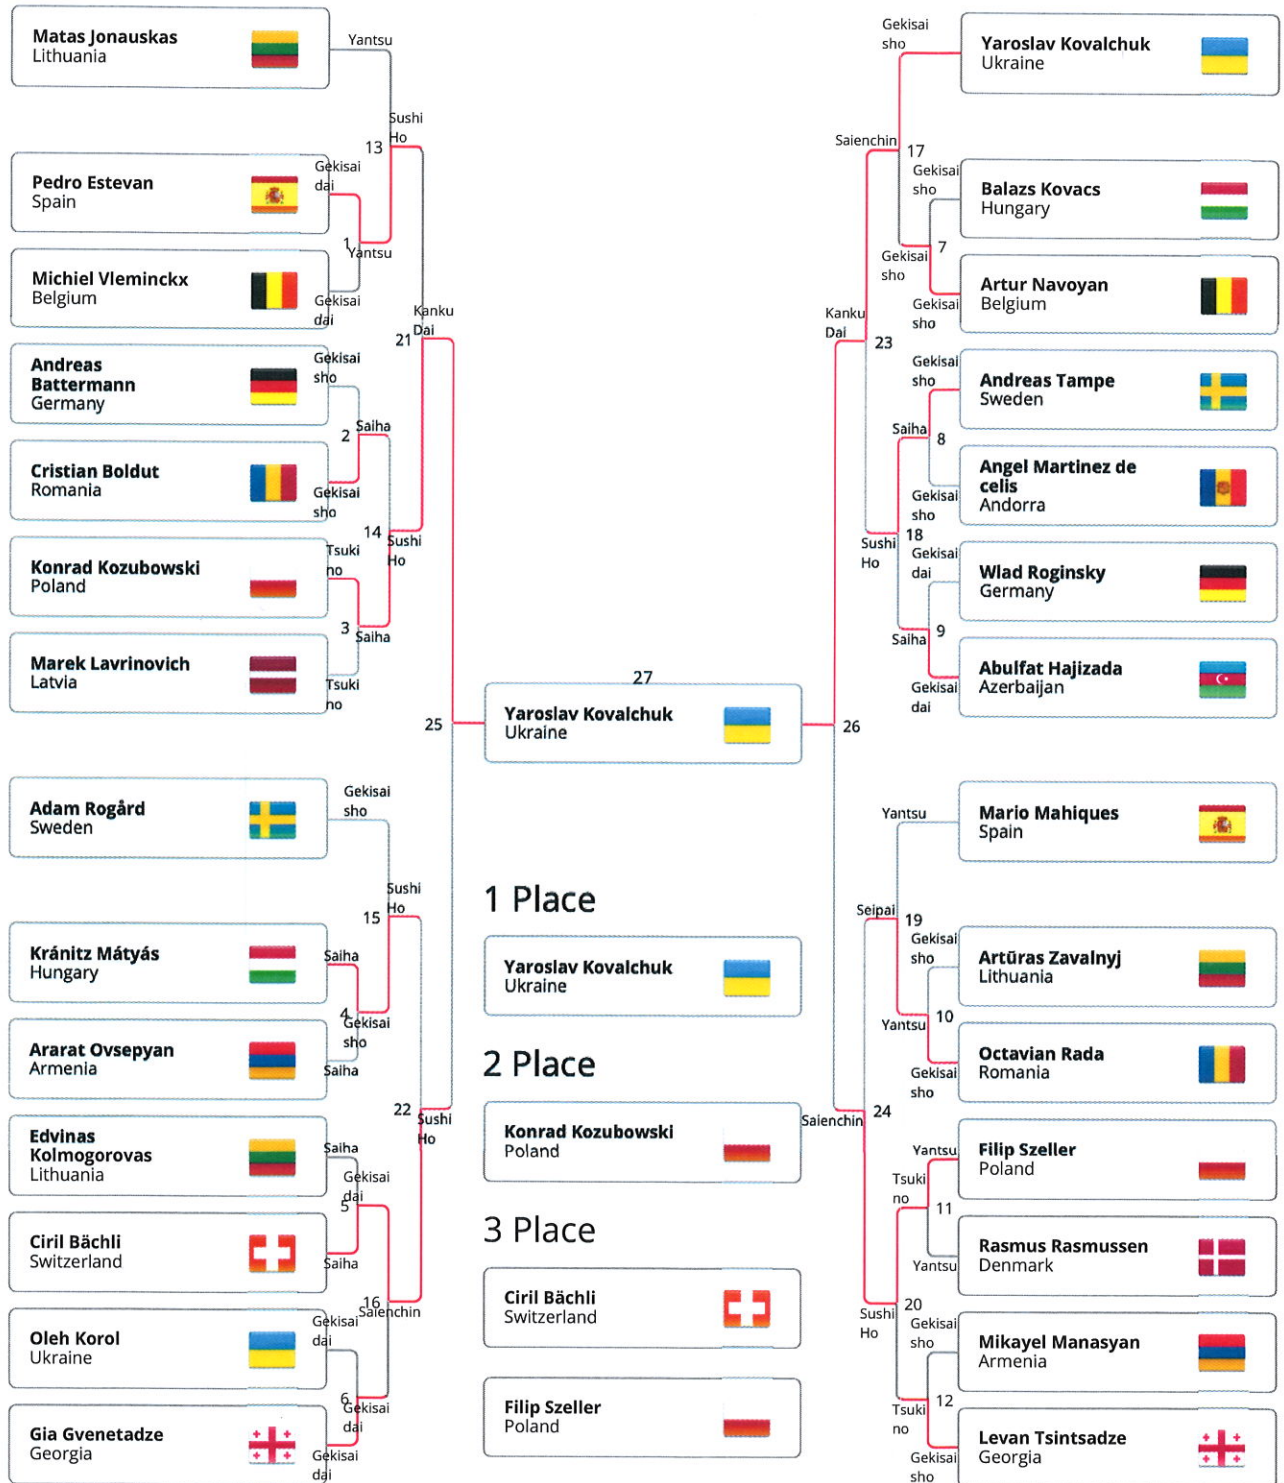 Matas Jonauskas
Lithuania
Yantsu
Sushi
Ho
13
Pedro Estevan
Spain
Gekisai
dai
1
Yantsu
Michiel Vleminckx
Belgium
Gekisai
dai
Kanku
Dai
21
Andreas
Battermann
Germany
Gekisai
sho
2
Saiha
Cristian Boldut
Romania
Gekisai
sho
14
Sushi
Ho
Konrad Kozubowski
Poland
Tsuki
no
3
Saiha
Marek Lavrinovich
Latvia
Tsuki
no
25
Adam Rogård
Sweden
Gekisai
sho
Sushi
Ho
15
Kránitz Mátyás
Hungary
Saiha
4
Gekisai
sho
Ararat Ovsepyan
Armenia
Saiha
22
Sushi
Ho
Edvinas
Kolmogorovas
Lithuania
Saiha
Gekisai
dai
5
Ciril Bächli
Switzerland
Saiha
16
Saienchin
Oleh Korol
Ukraine
Gekisai
dai
6
Gekisai
dai
Gia Gvenetadze
Georgia
Gekisai
dai
27
Yaroslav Kovalchuk
Ukraine
1 Place
Yaroslav Kovalchuk
Ukraine
2 Place
Konrad Kozubowski
Poland
3 Place
Ciril Bächli
Switzerland
Filip Szeller
Poland
Gekisai
sho
Yaroslav Kovalchuk
Ukraine
Saienchin
17
Gekisai
sho
Balazs Kovacs
Hungary
7
Gekisai
sho
Artur Navoyan
Belgium
Gekisai
sho
Kanku
Dai
23
Gekisai
sho
Andreas Tampe
Sweden
Saiha
8
Angel Martinez de
celis
Andorra
Gekisai
sho
Sushi
Ho
18
Gekisai
dai
Wlad Roginsky
Germany
Saiha
9
Abulfat Hajizada
Azerbaijan
Gekisai
dai
26
Yantsu
Mario Mahiques
Spain
Seipai
19
Gekisai
sho
Artūras Zavalnyj
Lithuania
Yantsu
10
Octavian Rada
Romania
Gekisai
sho
Saienchin
24
Yantsu
Filip Szeller
Poland
Tsuki
no
11
Rasmus Rasmussen
Denmark
Yantsu
Sushi
Ho
20
Gekisai
sho
Mikayel Manasyan
Armenia
Tsuki
no
12
Levan Tsintsadze
Georgia
Gekisai
sho